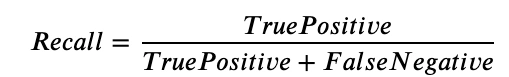 Recall = TruePositive / TruePositive + FalseNegative